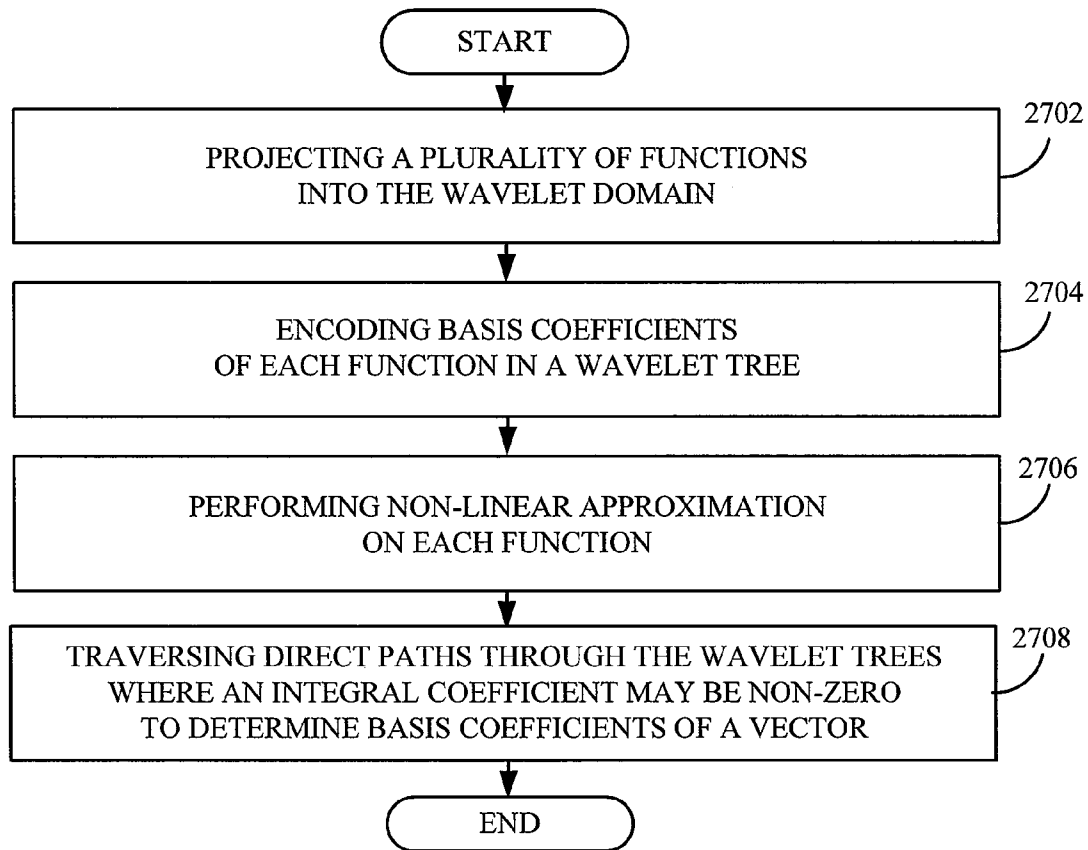 START
2702
PROJECTING A PLURALITY OF FUNCTIONS
INTO THE WAVELET DOMAIN
2704
ENCODING BASIS COEFFICIENTS
OF EACH FUNCTION IN A WAVELET TREE
2706
PERFORMING NON-LINEAR APPROXIMATION
ON EACH FUNCTION
2708
TRAVERSING DIRECT PATHS THROUGH THE WAVELET TREES
WHERE AN INTEGRAL COEFFICIENT MAY BE NON-ZERO
TO DETERMINE BASIS COEFFICIENTS OF A VECTOR
END